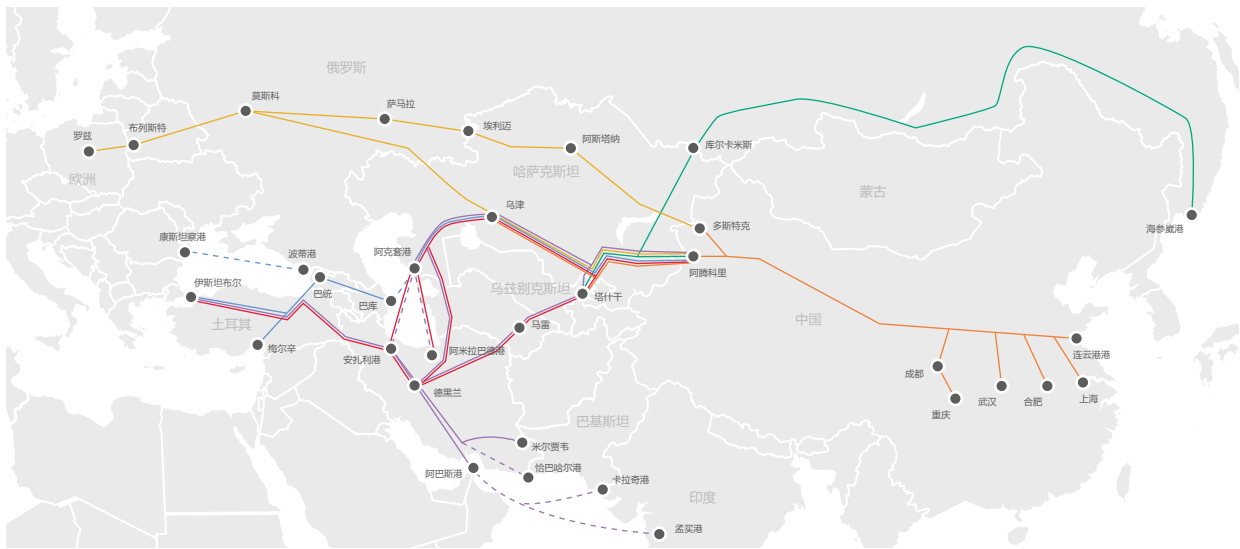 俄罗斯
莫斯科
萨马拉
罗兹
布列斯特
埃利迈
阿斯塔纳
库尔卡米斯
哈萨克斯坦
欧洲
蒙古
乌津
海参崴港
多斯特克
康斯坦察港
波蒂港
阿克套港
阿腾科里
伊斯坦布尔
巴统
巴库
乌兹别克斯坦
塔什干
土耳其
中国
马雷
梅尔辛
安扎利港
阿米拉巴德港
连云港港
成都
德黑兰
武汉
合肥
上海
重庆
巴基斯坦
米尔贾韦
阿巴斯港
恰巴哈尔港
卡拉奇港
印度
孟买港